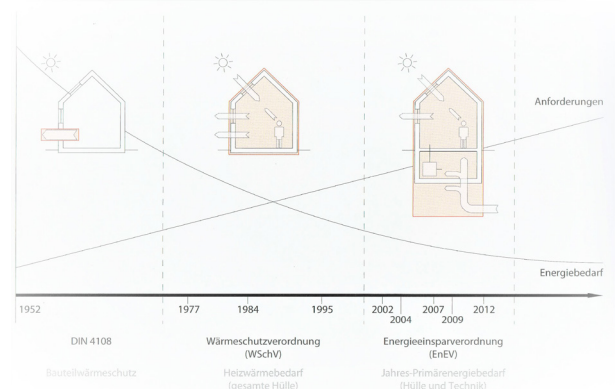 Anforderungen
Energiebedarf
1952
1977
1984
1995
2002
2004
2007
2009
2012
DIN 4108
Bauteilwärmeschutz
Wärmeschutzverordnung
(WSchV)
Heizwärmebedarf
(gesamte Hülle)
Energieeinsparverordnung
(EnEV)
Jahres-Primärenergiebedarf
(Hülle und Technik)